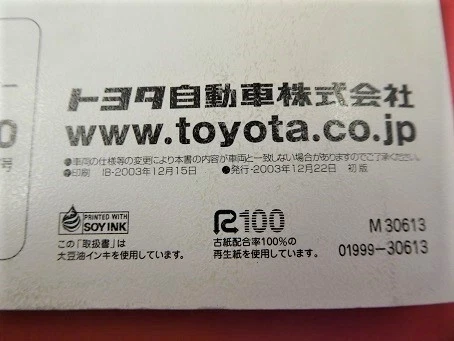 トヨタ自動車株式会社
0
www.toyota.co.jp
号
●車両の仕様等の変更により本書の内容が車両と一致しない場合がありますのでご了承ください。
●印刷 IB-2003年12月15日 ●発行-2003年12月22日 初版
PRINTED WITH
SOY INK
この「取扱書」は
大豆油インキを使用しています。
R100
古紙配合率100%の
再生紙を使用しています。
M 30613
01999-30613